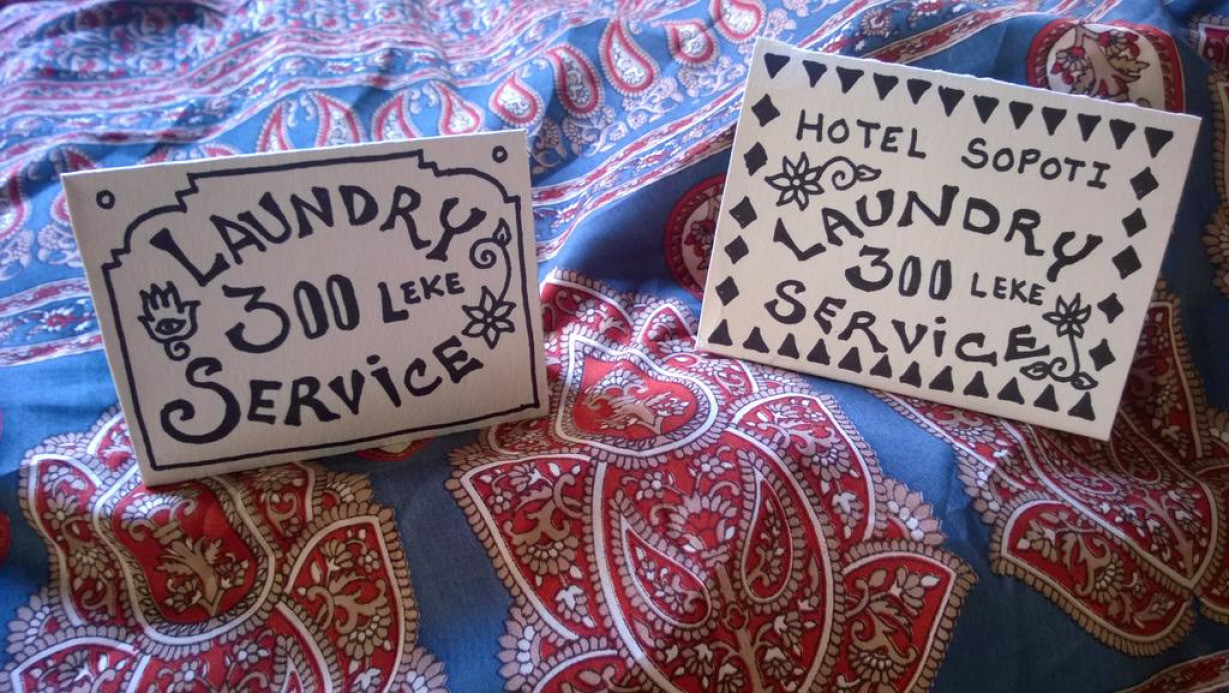 LAUNDRY
300 LEKE
SERVICE
HOTEL SOPOTI
LAUNDRY
300 LEKE
SERVICE